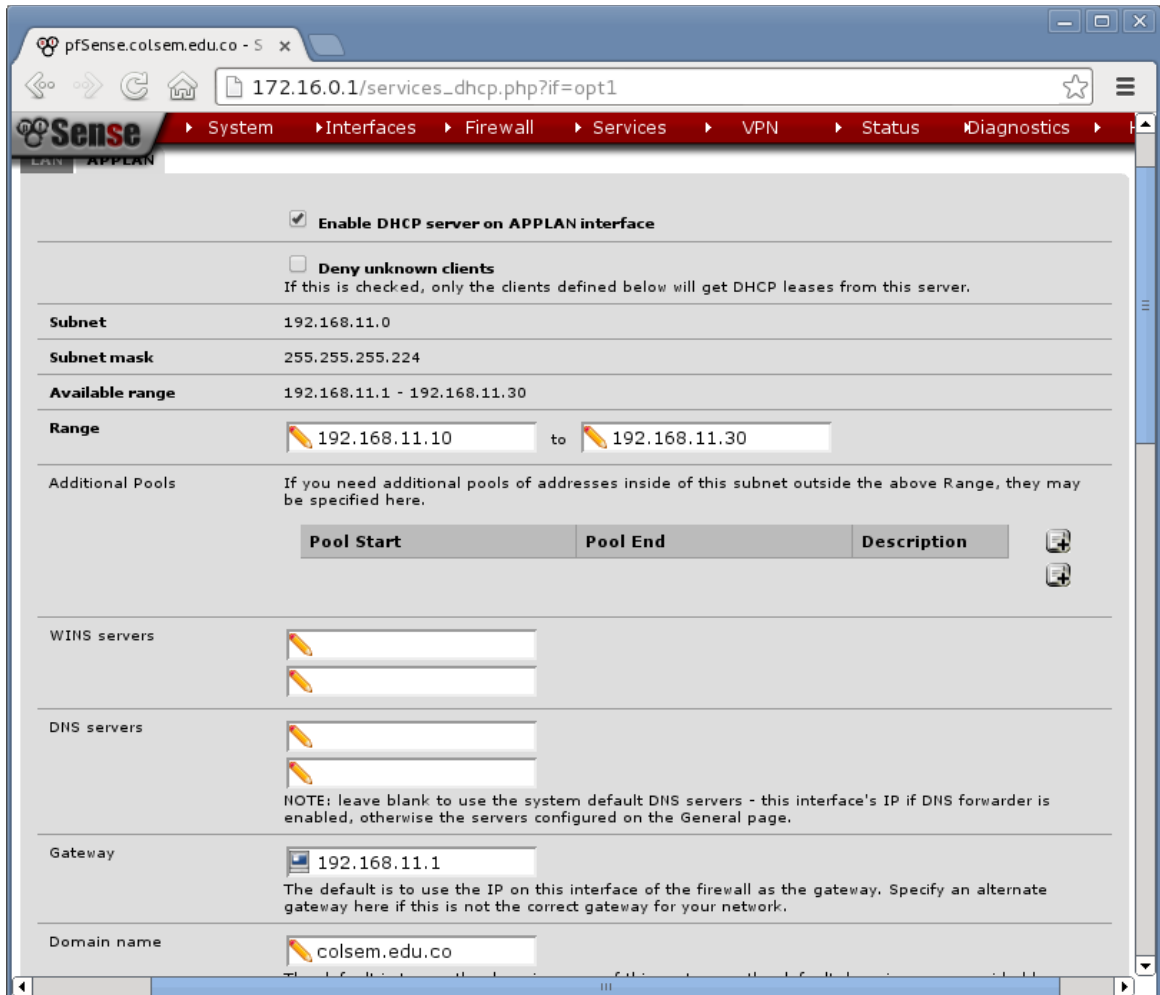 pfSense.colsem.edu.co - S
172.16.0.1/services_dhcp.php?if=opt1
Sense System Interfaces Firewall Services VPN Status Diagnostics
LAN APPLAN
Enable DHCP server on APPLAN interface
Deny unknown clients
If this is checked, only the clients defined below will get DHCP leases from this server.
Subnet 192.168.11.0
Subnet mask 255.255.255.224
Available range 192.168.11.1 - 192.168.11.30
Range 192.168.11.10 to 192.168.11.30
Additional Pools If you need additional pools of addresses inside of this subnet outside the above Range, they may
be specified here.
Pool Start Pool End Description
WINS servers
DNS servers
NOTE: leave blank to use the system default DNS servers - this interface's IP if DNS forwarder is
enabled, otherwise the servers configured on the General page.
Gateway 192.168.11.1
The default is to use the IP on this interface of the firewall as the gateway. Specify an alternate
gateway here if this is not the correct gateway for your network.
Domain name colsem.edu.co